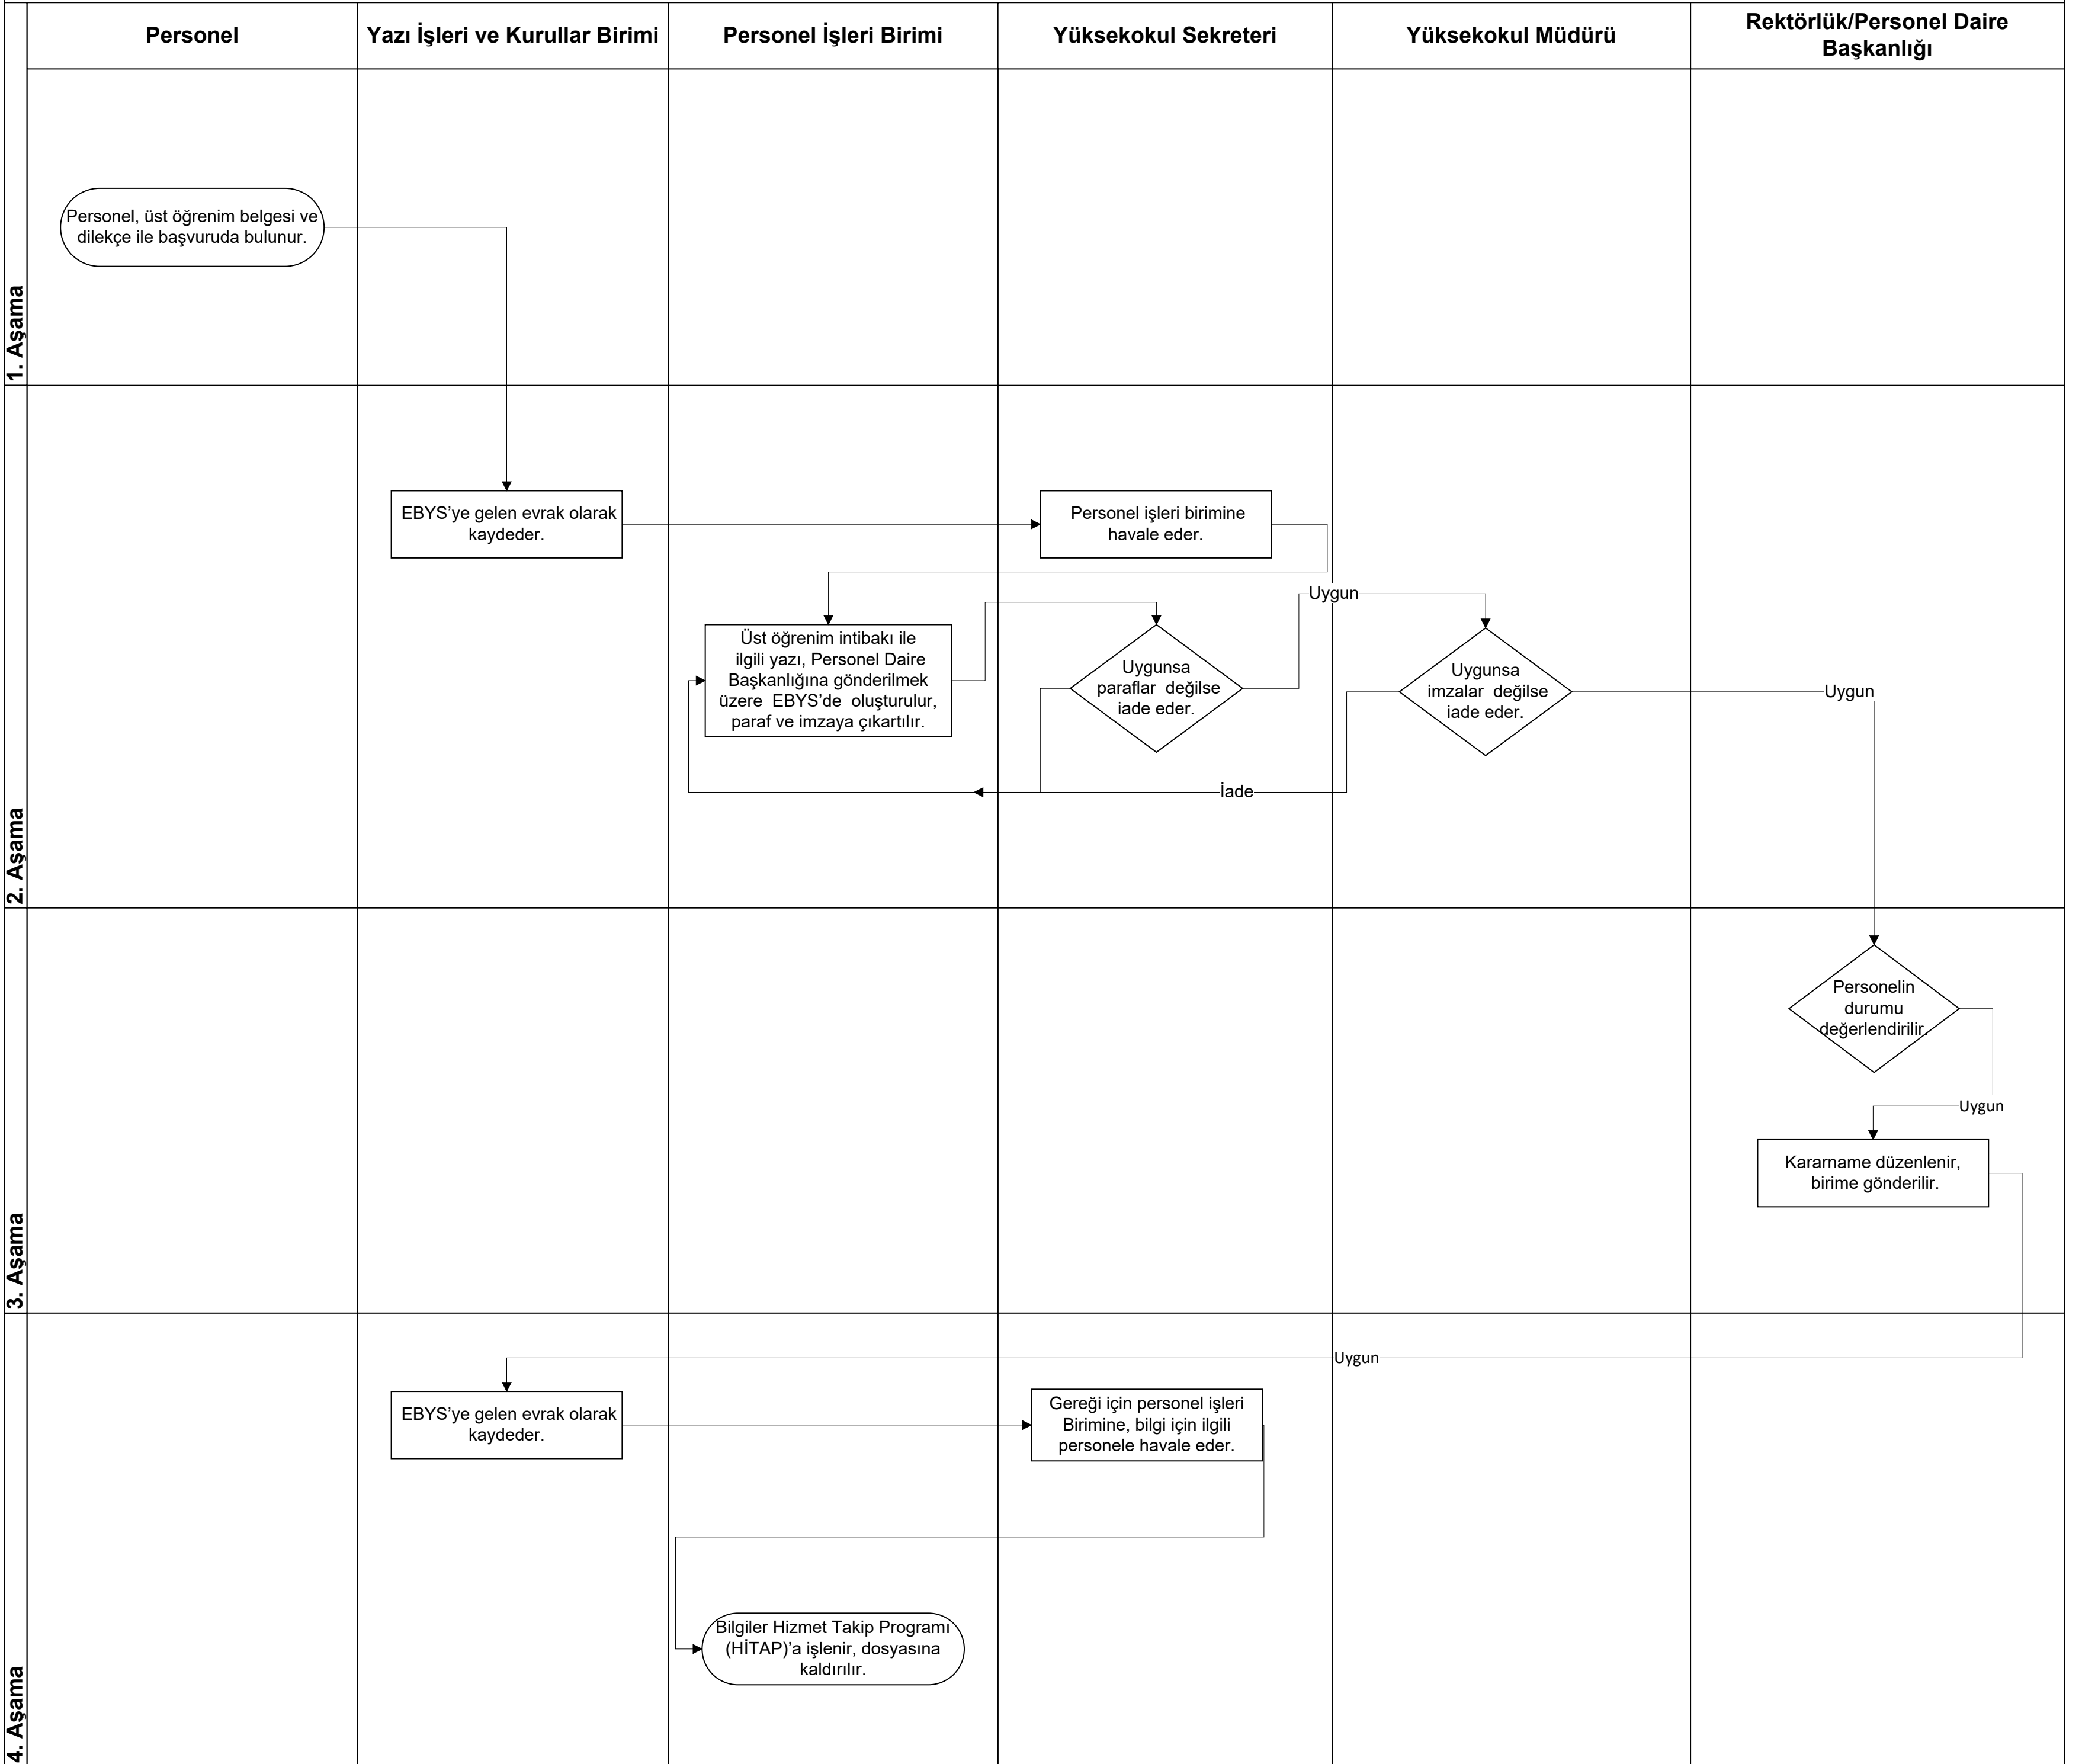 Personel
Yazı İşleri ve Kurullar Birimi
Personel İşleri Birimi
Yüksekokul Sekreteri
Yüksekokul Müdürü
Rektörlük/Personel Daire
Başkanlığı
1. Aşama
Personel, üst öğrenim belgesi ve
dilekçe ile başvuruda bulunur.
2. Aşama
EBYS’ye gelen evrak olarak
kaydeder.
Personel işleri birimine
havale eder.
Üst öğrenim intibakı ile
ilgili yazı, Personel Daire
Başkanlığına gönderilmek
üzere EBYS’de oluşturulur,
paraf ve imzaya çıkartılır.
Uygunsa
paraflar değilse
iade eder.
Uygun
Uygunsa
imzalar değilse
iade eder.
Uygun
İade
3. Aşama
Personelin
durumu
değerlendirilir.
Uygun
Kararname düzenlenir,
birime gönderilir.
4. Aşama
Uygun
EBYS’ye gelen evrak olarak
kaydeder.
Gereği için personel işleri
Birimine, bilgi için ilgili
personele havale eder.
Bilgiler Hizmet Takip Programı
(HİTAP)’a işlenir, dosyasına
kaldırılır.